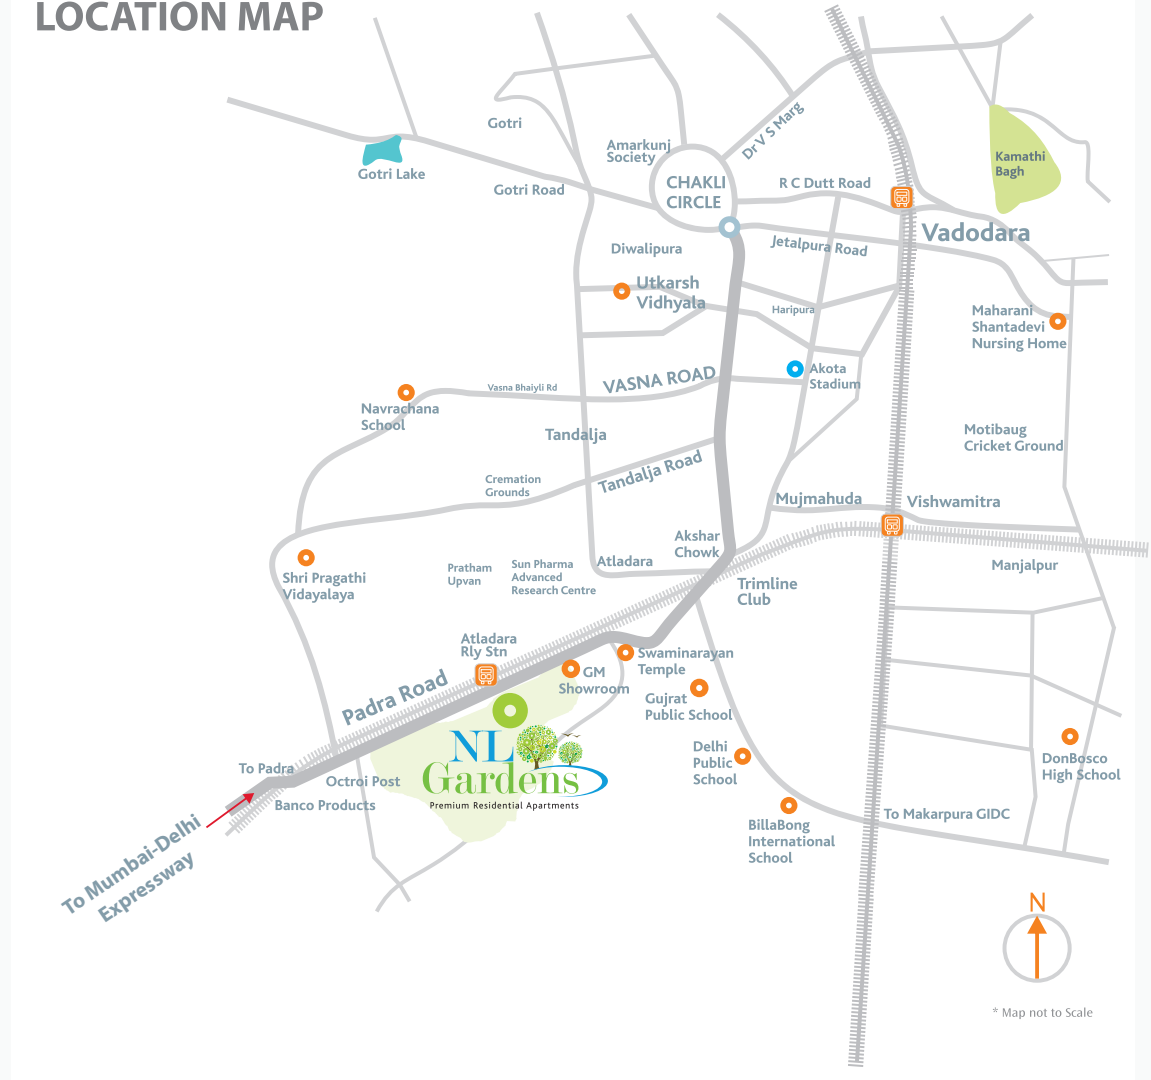 LOCATION MAP
Gotri
Dr V S Marg
Amarkunj
Society
Kamathi
Bagh
Gotri Lake
Gotri Road
CHAKLI
CIRCLE
R C Dutt Road
Vadodara
Diwalipura
Jetalpura Road
Utkarsh
Vidhyala
Haripura
Maharani
Shantadevi
Nursing Home
VASNA ROAD
Akota
Stadium
Vasna Bhaiyli Rd
Navrachana
School
Tandalja
Motibaug
Cricket Ground
Tandalja Road
Cremation
Grounds
Mujmahuda
Vishwamitra
Akshar
Chowk
Atladara
Sun Pharma
Advanced
Research Centre
Pratham
Upvan
Shri Pragathi
Vidayalaya
Manjalpur
Trimline
Club
Atladara
Rly Stn
Swaminarayan
Temple
GM
Showroom
Padra Road
Gujrat
Public School
NL
Gardens
Premium Residential Apartments
Delhi
Public
School
DonBosco
High School
To Padra
Octroi Post
Banco Products
To Makarpura GIDC
BillaBong
International
School
To Mumbai-Delhi
Expressway
N
* Map not to Scale